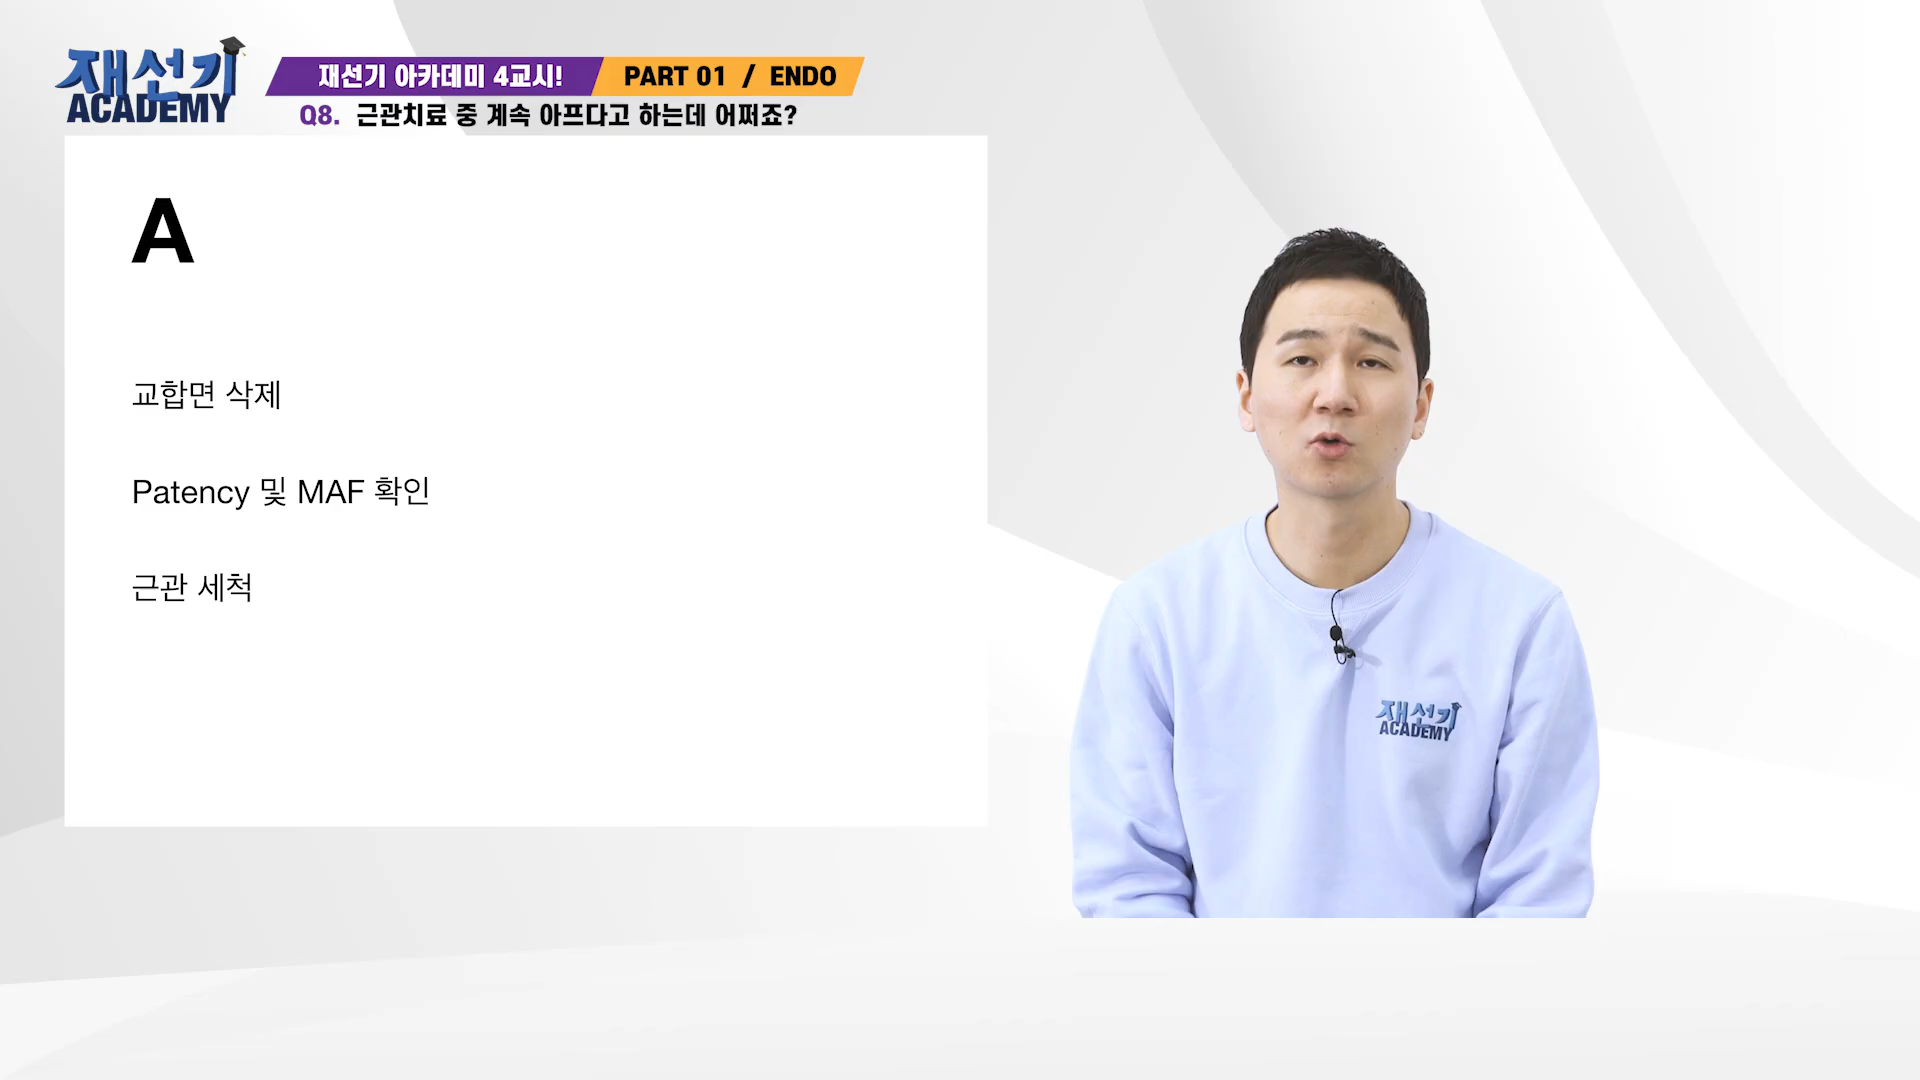 재선기
ACADEMY
재선기 아카데미 4교시! PART 01 / ENDO
Q8. 근관치료 중 계속 아프다고 하는데 어쩌죠?
A
교합면 삭제
Patency 및 MAF 확인
근관 세척
재선기
ACADEMY